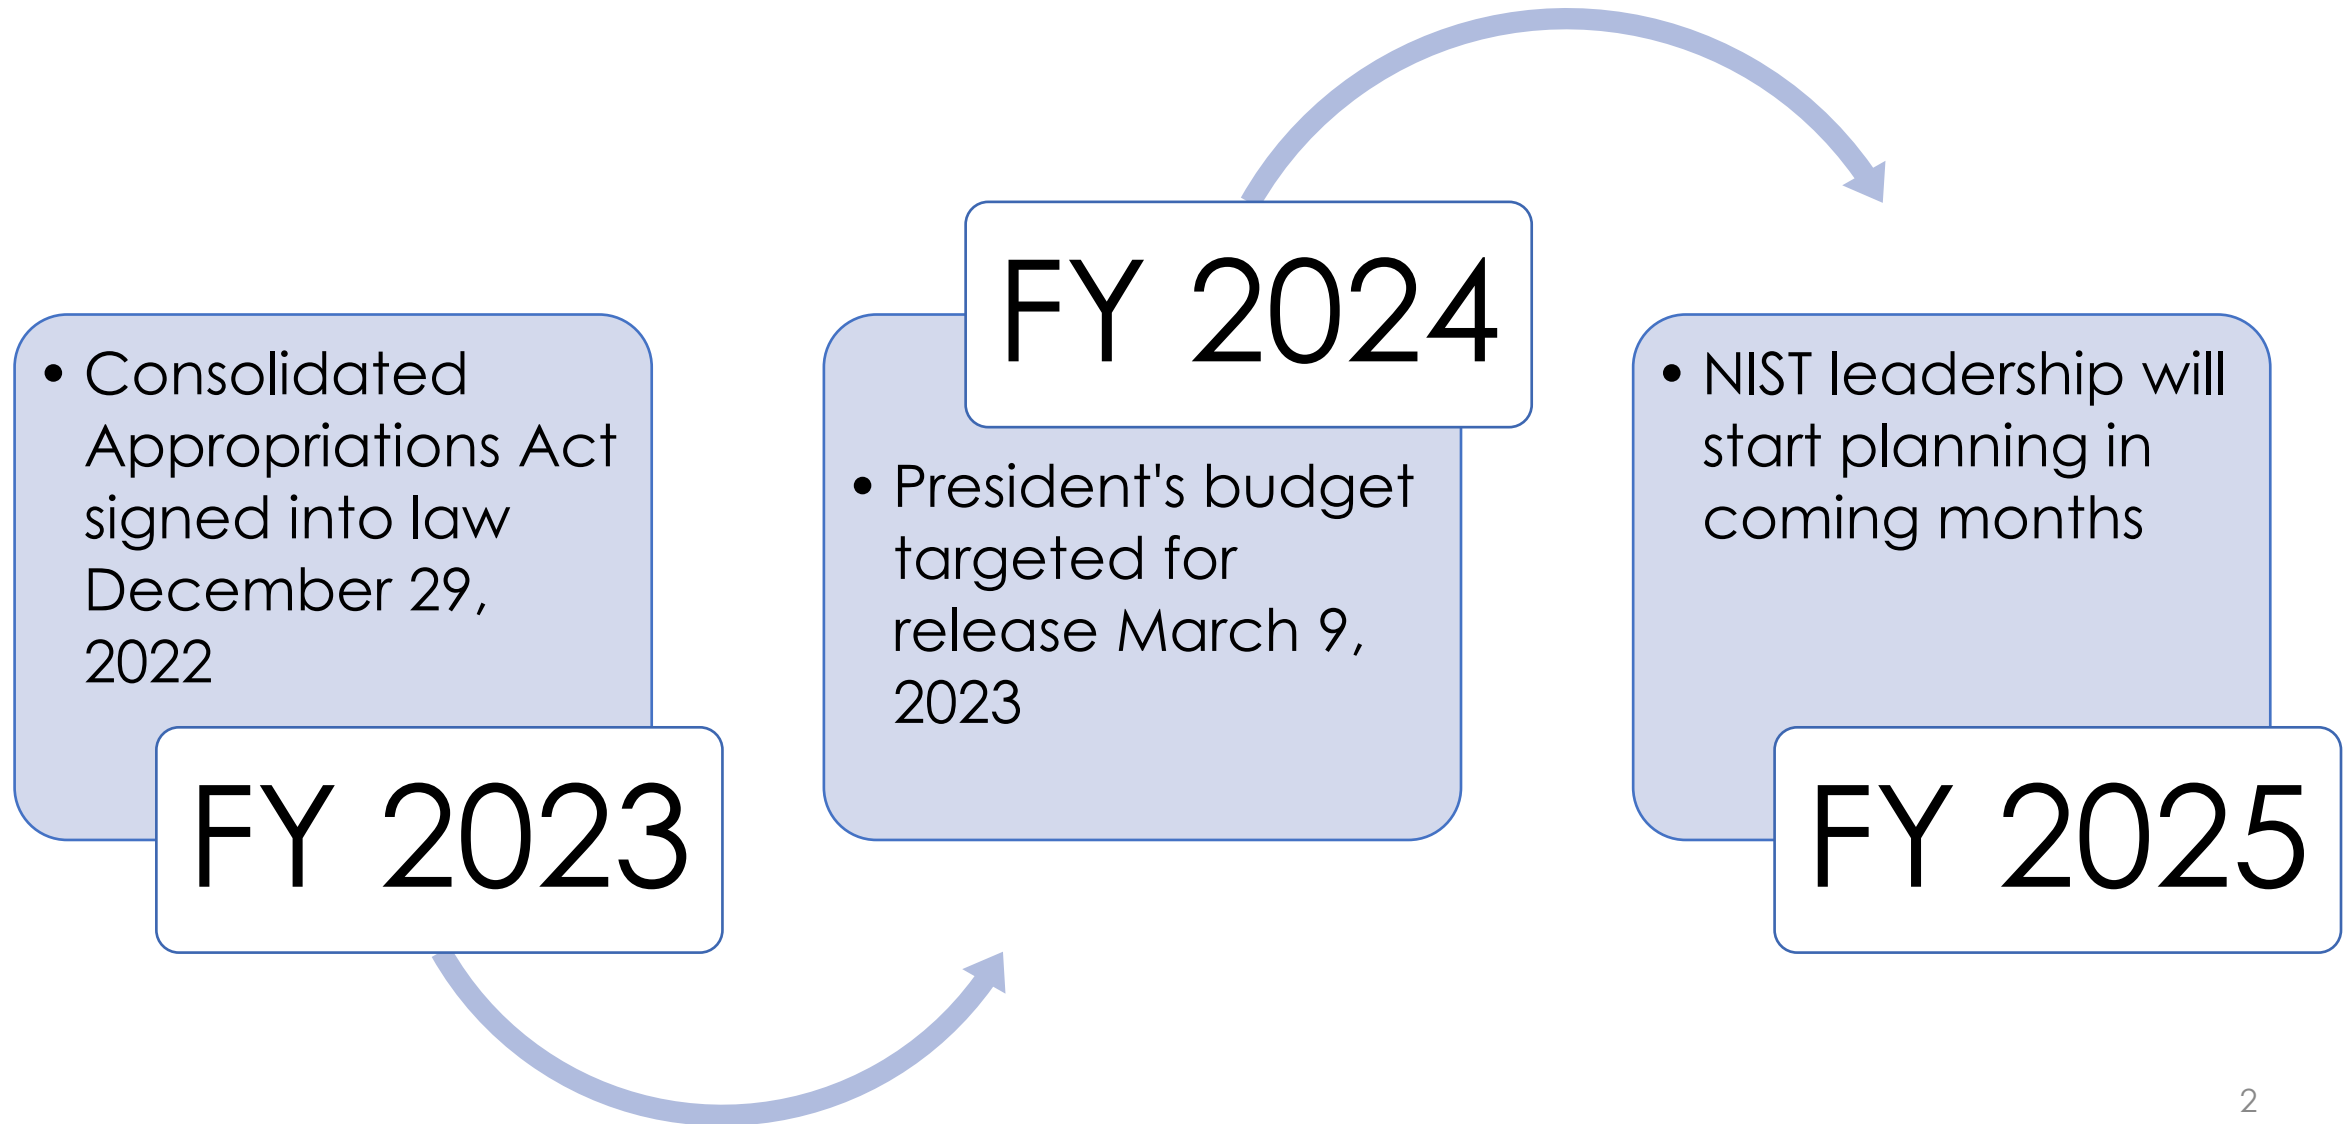 • Consolidated
Appropriations Act
signed into law
December 29,
2022
FY 2023
FY 2024
• President's budget
targeted for
release March 9,
2023
• NIST leadership will
start planning in
coming months
FY 2025
2